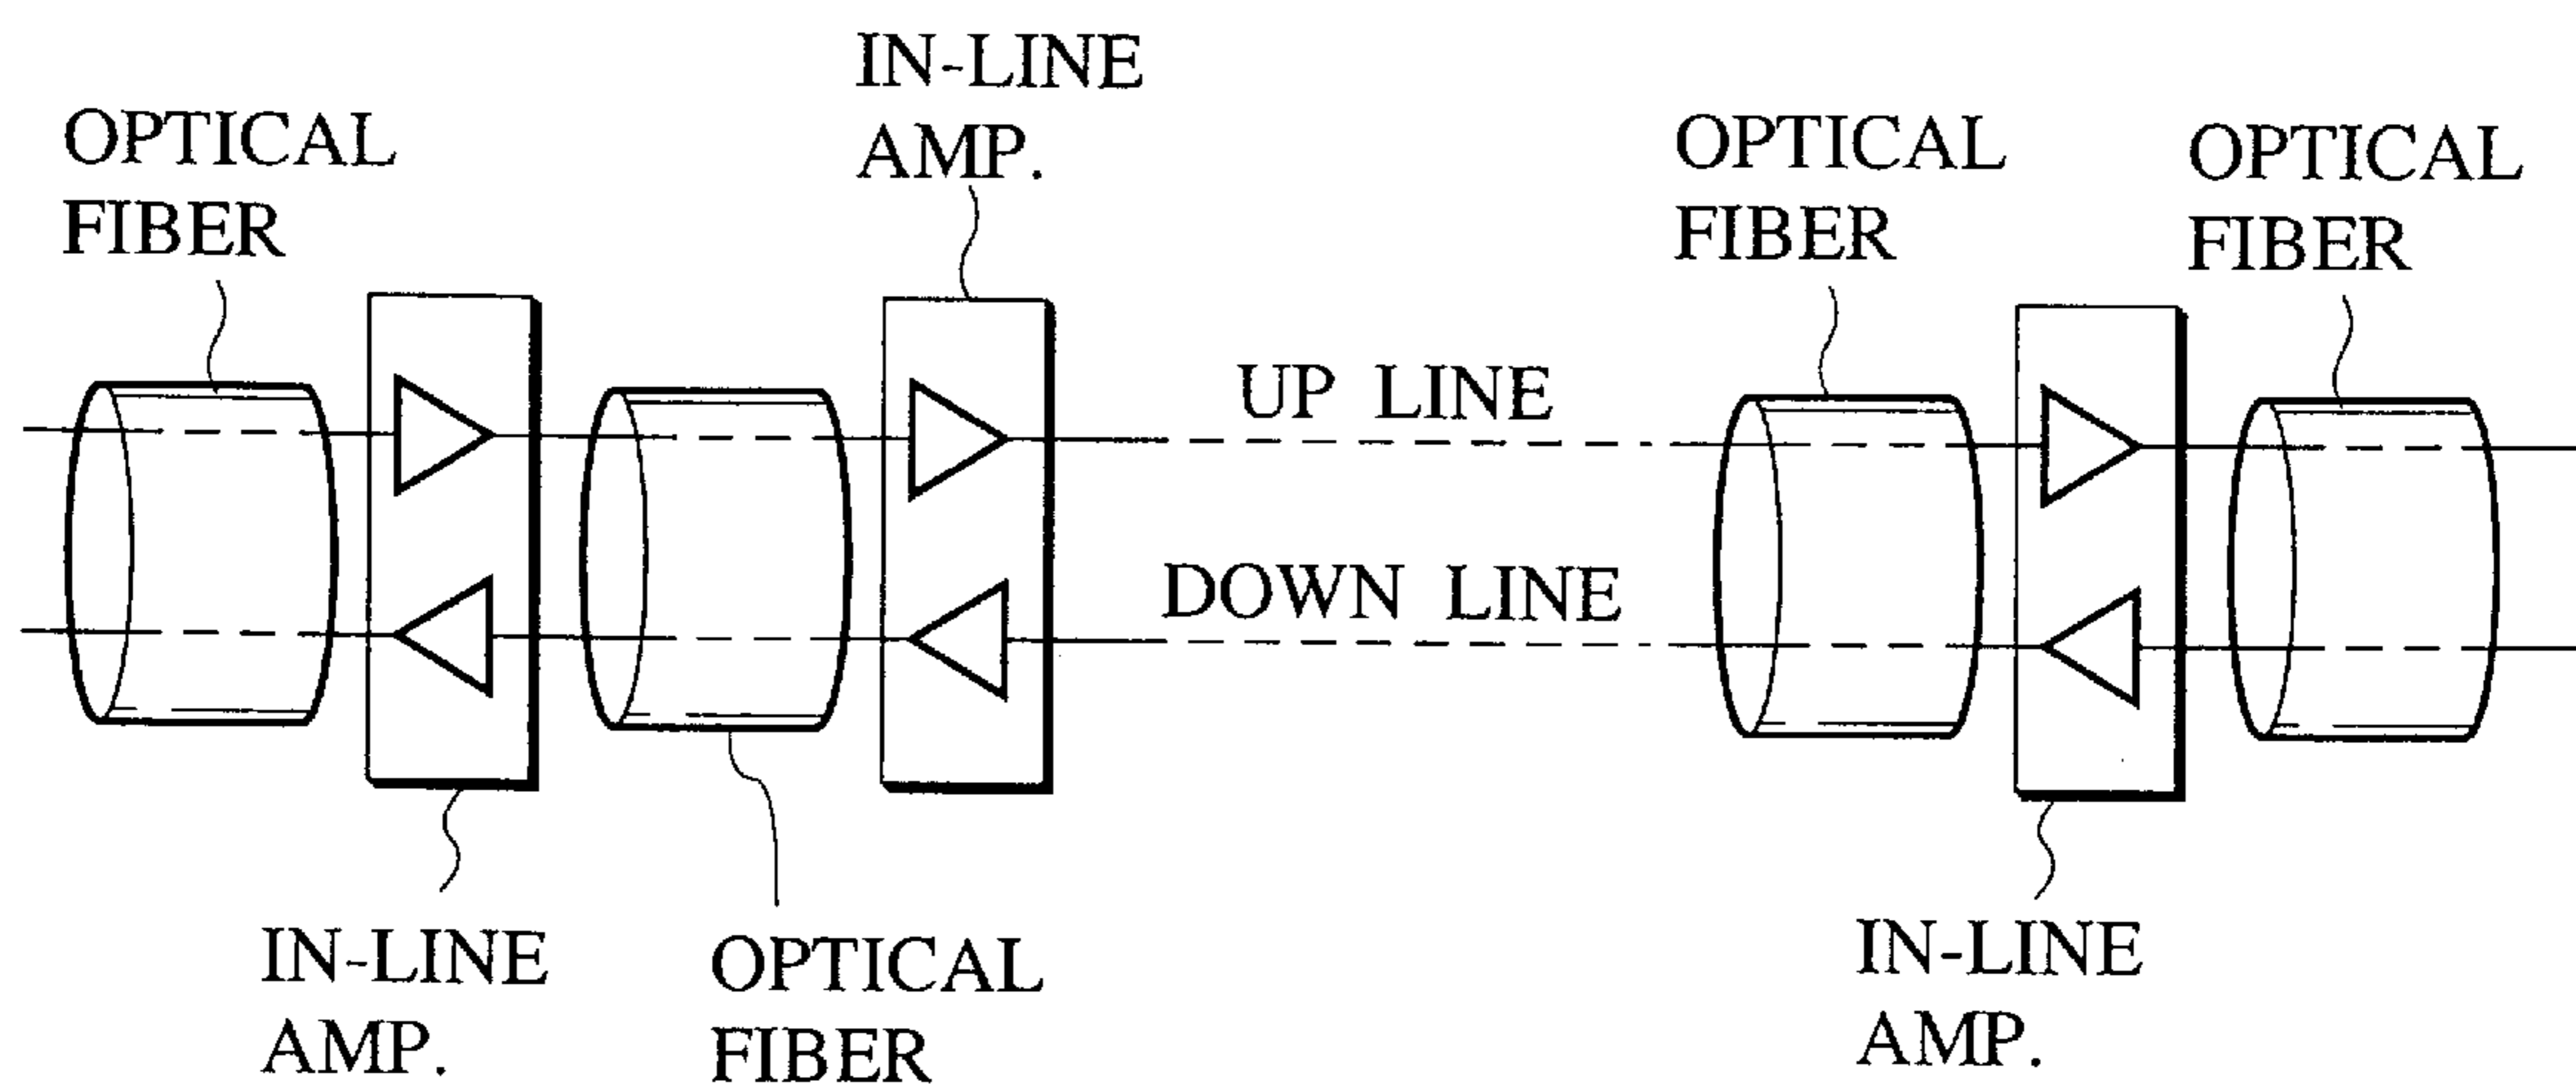 IN-LINE
AMP.
OPTICAL
FIBER
OPTICAL
FIBER
OPTICAL
FIBER
UP LINE
DOWN LINE
IN-LINE
AMP.
OPTICAL
FIBER
IN-LINE
AMP.